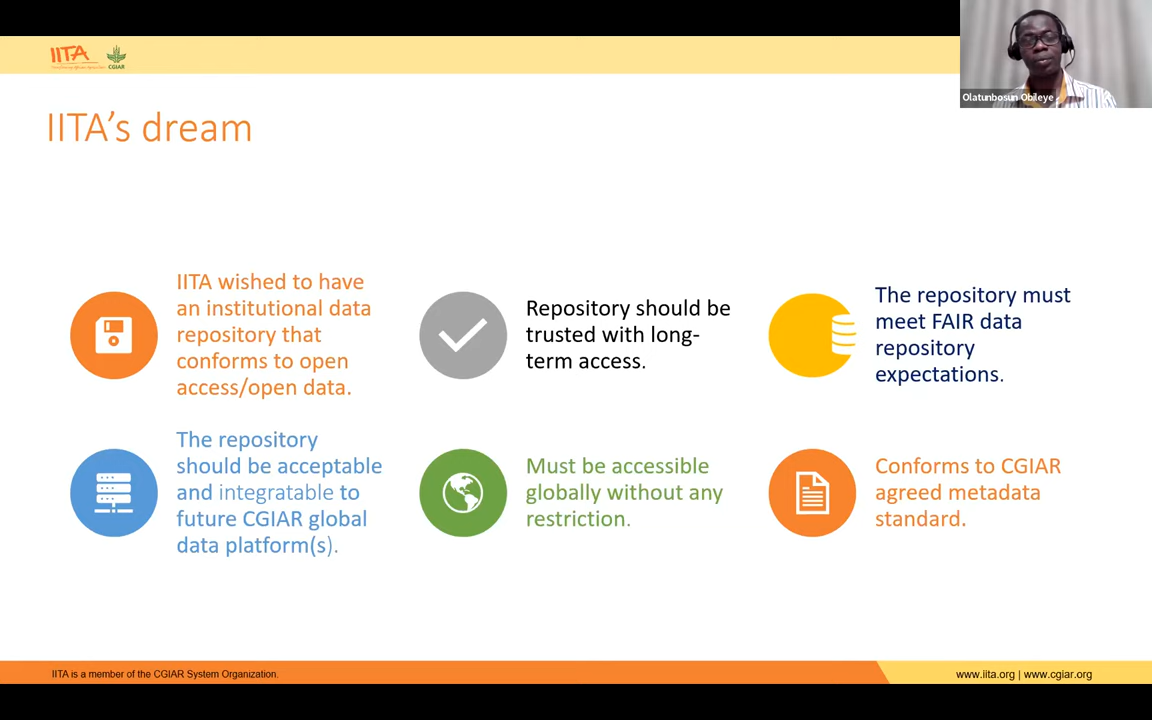 IITA
CGIAR
Olatunbosun Obileye
IITA's dream
IITA wished to have
an institutional data
repository that
conforms to open
access/open data.
Repository should be
trusted with long-
term access.
The repository must
meet FAIR data
repository
expectations.
The repository
should be acceptable
and integratable to
future CGIAR global
data platform(s).
Must be accessible
globally without any
restriction.
Conforms to CGIAR
agreed metadata
standard.
IITA is a member of the CGIAR System Organization.
www.iita.org | www.cgiar.org